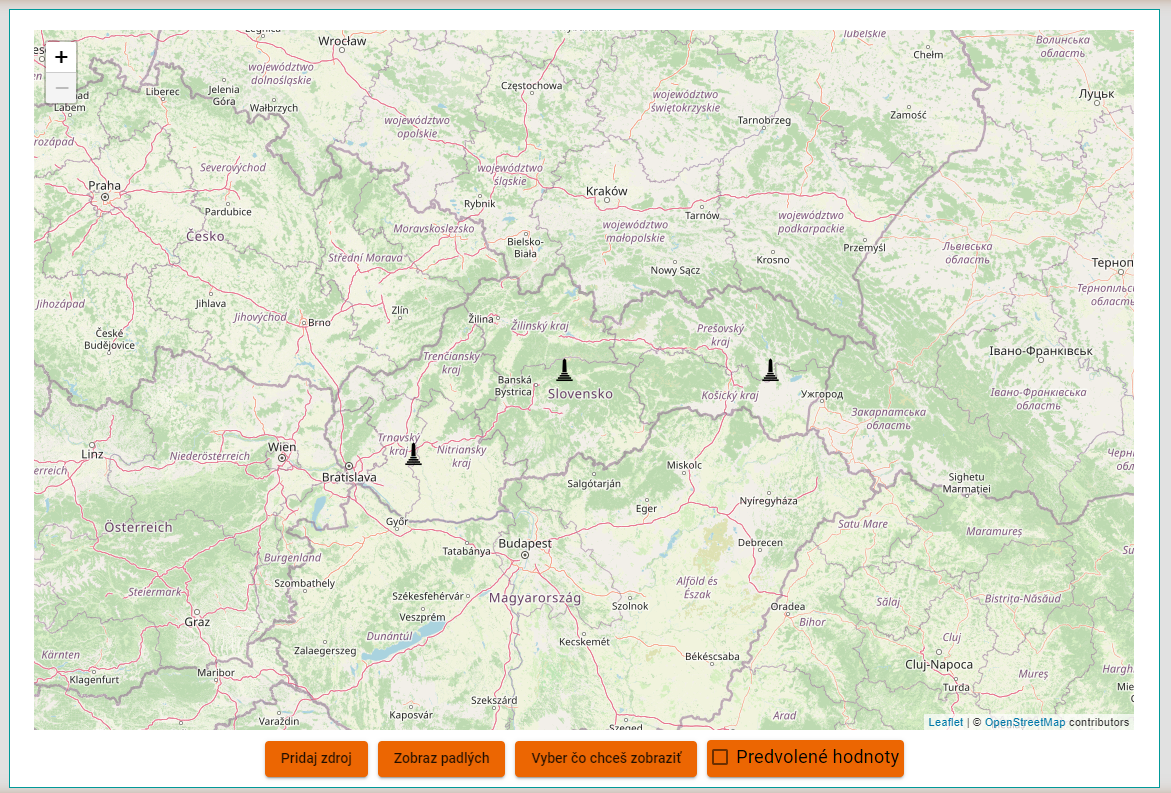 Wrocław
lubelskie
Chełm
Волинська
область
+
−
województwo
dolnośląskie
Liberec
Jelenia
Góra
Wałbrzych
Labem
Częstochowa
województwo
świętokrzyskie
Луцьк
województwo
opolskie
Tarnobrzeg
Zamość
Severovýchod
województwo
śląskie
Praha
Rybnik
Kraków
Pardubice
Tarnów
województwo
podkarpackie
Česko
Moravskoslezsko
województwo
małopolskie
Bielsko-
Biała
Przemyśl
Львівська
область
Střední Morava
Krosno
Nowy Sącz
Терноп
Тернопільс
область
Jihozápad
Jihlava
Zlín
Jihovýchod
Brno
Žilina
Žilinský kraj
Prešovský
kraj
České
Budějovice
Trenčiansky
kraj
Івано-Франківськ
Banská
Bystrica
Slovensko
Košický kraj
Ужгород
Івано-Франківська
область
Закарпатська
область
Trnavský
kraj
Nitriansky
kraj
Linz
Niederösterreich
Wien
Bratislava
Miskolc
Salgótarján
Sighetu
Marmației
Nyíregyháza
Eger
Győr
Satu Mare
Maramureș
Österreich
Budapest
Tatabánya
Debrecen
Burgenland
Szombathely
Alföld és
Észak
Steiermark
Székesfehérvár
Magyarország
Szolnok
Oradea
Sălaj
Bistrița-Năsăud
Graz
Veszprém
Bihor
Dunántúl
Kecskemét
Cluj
Zalaegerszeg
Békéscsaba
Cluj-Napoca
Kärnten
Klagenfurt
Maribor
Mureș
Turda
Szekszárd
Kaposvár
Arad
Varaždin
Szeged
Leaflet | © OpenStreetMap contributors
Pridaj zdroj
Zobraz padlých
Vyber čo chceš zobraziť
Predvolené hodnoty